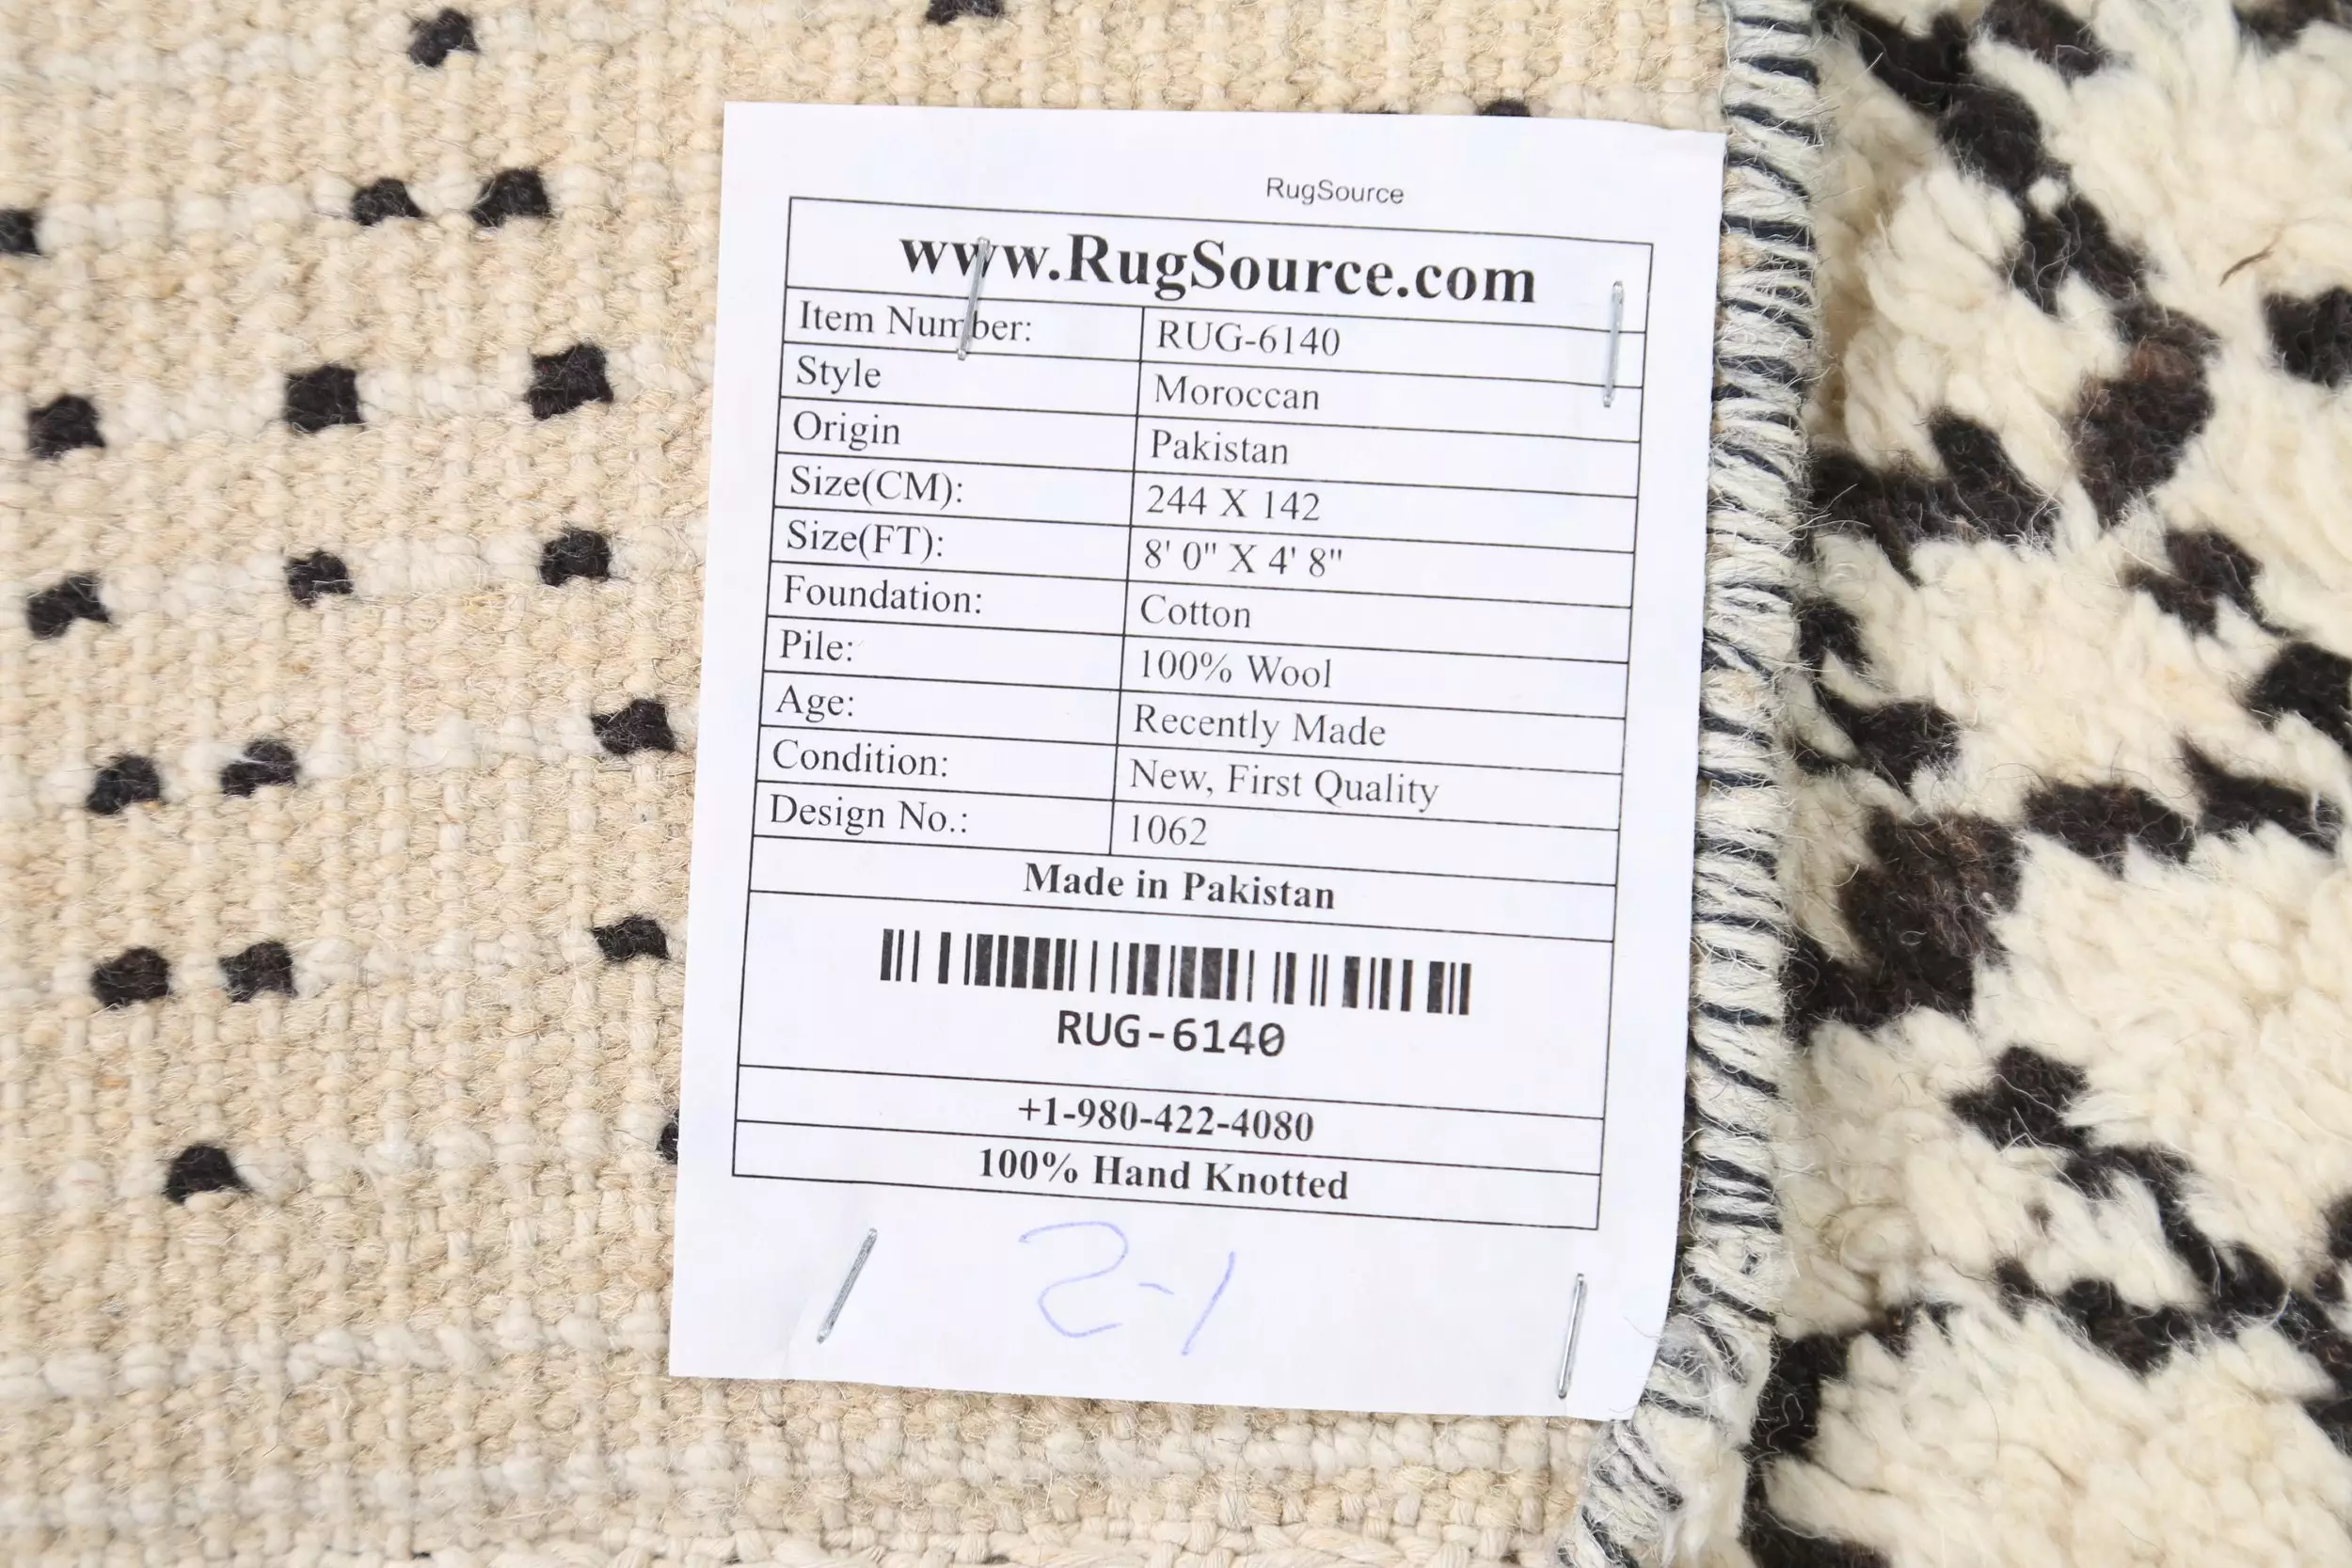 RugSource
www.RugSource.com
Item Number: RUG-6140
Style Moroccan
Origin Pakistan
Size(CM): 244 X 142
Size(FT): 8' 0" X 4' 8"
Foundation: Cotton
Pile: 100% Wool
Age: Recently Made
Condition: New, First Quality
Design No.: 1062
Made in Pakistan
RUG-6140
+1-980-422-4080
100% Hand Knotted
2-1